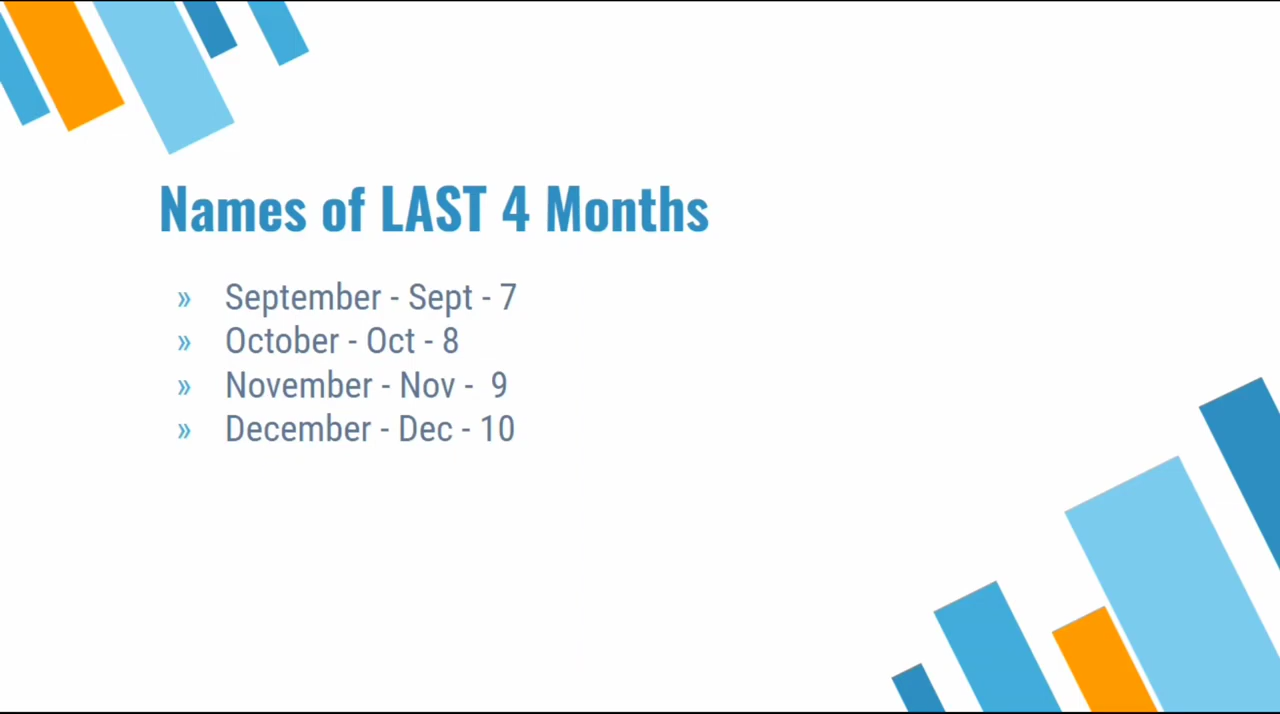 Names of LAST 4 Months
» September - Sept - 7
» October - Oct - 8
» November - Nov -  9
» December - Dec - 10